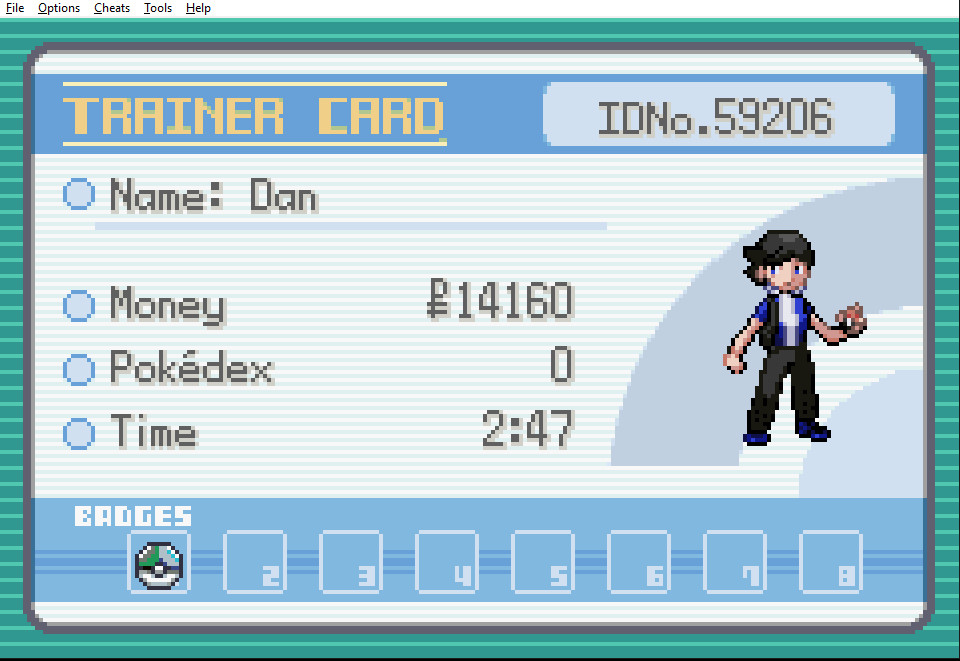 File Options Cheats Tools Help
TRAINER CARD IDNo.59206
Name: Dan
Money ₽14160
Pokédex 0
Time 2:47
BADGES
2 3 4 5 6 7 8